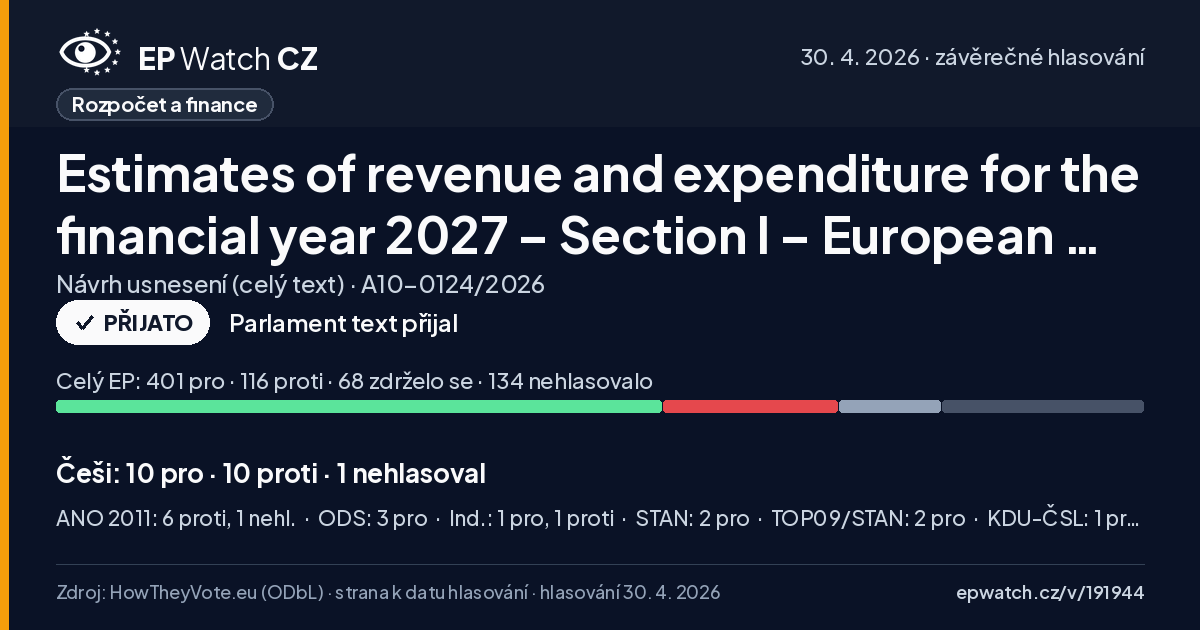 EP Watch CZ
30. 4. 2026 · závěrečné hlasování
Rozpočet a finance
Estimates of revenue and expenditure for the
financial year 2027 – Section I – European …
Návrh usnesení (celý text) · A10-0124/2026
✓ PŘIJATO Parlament text přijal
Celý EP: 401 pro · 116 proti · 68 zdrželo se · 134 nehlasovalo
Češi: 10 pro · 10 proti · 1 nehlasoval
ANO 2011: 6 proti, 1 nehl. · ODS: 3 pro · Ind.: 1 pro, 1 proti · STAN: 2 pro · TOP09/STAN: 2 pro · KDU-ČSL: 1 pr…
Zdroj: HowTheyVote.eu (ODbL) · strana k datu hlasování · hlasování 30. 4. 2026
epwatch.cz/v/191944